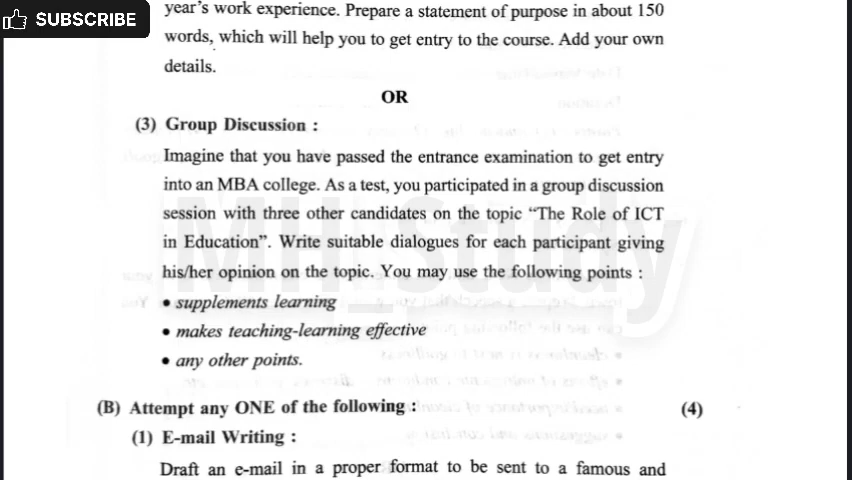 SUBSCRIBE
year's work experience. Prepare a statement of purpose in about 150
words, which will help you to get entry to the course. Add your own
details.
OR
(3) Group Discussion :
Imagine that you have passed the entrance examination to get entry
into an MBA college. As a test, you participated in a group discussion
session with three other candidates on the topic “The Role of ICT
in Education”. Write suitable dialogues for each participant giving
his/her opinion on the topic. You may use the following points :
MH_Study
• supplements learning
• makes teaching-learning effective
• any other points.
(B) Attempt any ONE of the following : (4)
(1) E-mail Writing :
Draft an e-mail in a proper format to be sent to a famous and